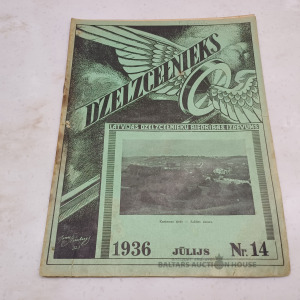 DZELZCEĻNIEKS
LATVIJAS DZELZCEĻNIEKU BIEDRĪBAS IZDEVUMS
1936 JŪLIJS Nr. 14
BALTARS AUCTION HOUSE